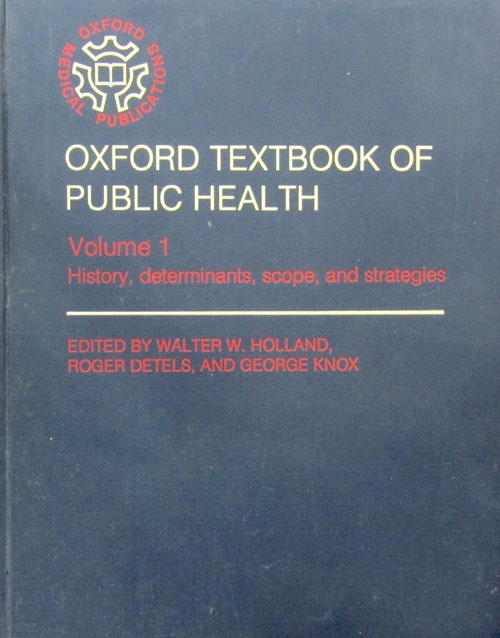 OXFORD MEDICAL PUBLICATIONS
OXFORD TEXTBOOK OF
PUBLIC HEALTH
Volume 1
History, determinants, scope, and strategies
EDITED BY WALTER W. HOLLAND,
ROGER DETELS, AND GEORGE KNOX